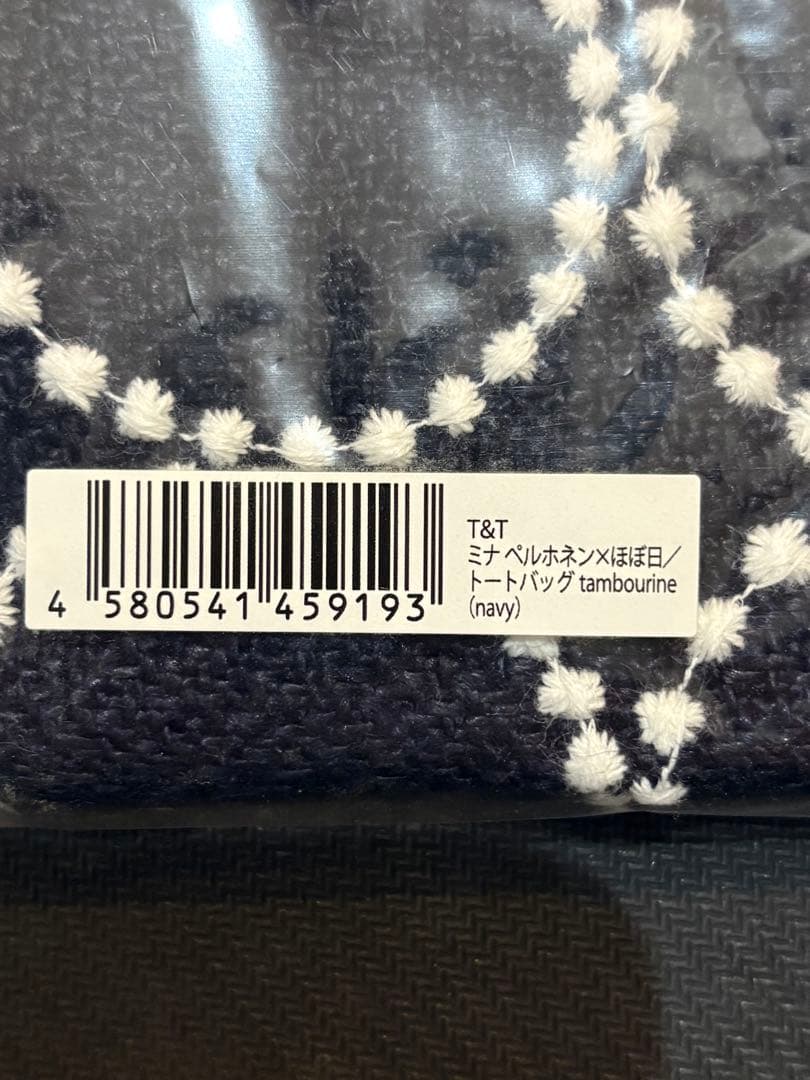 T&T
ミナ ペルホネン×ほぼ日／
トートバッグ tambourine
（navy）
4 580541 459193